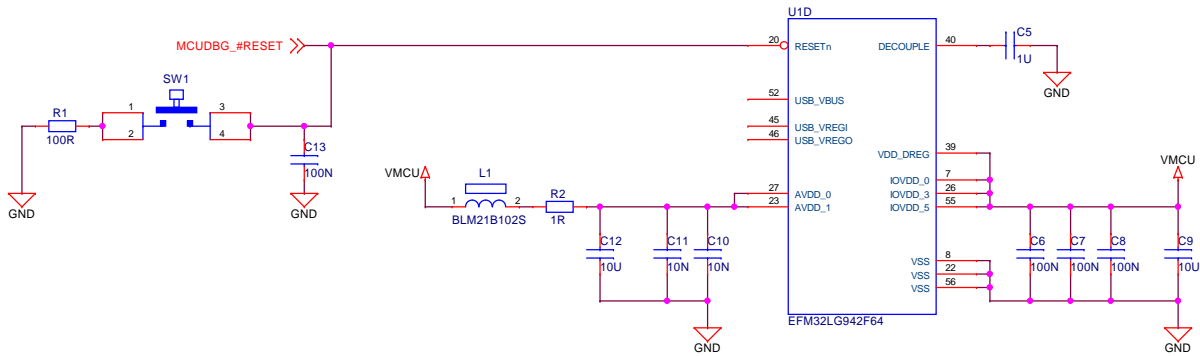 U1D
MCUDBG_#RESET
20
RESETn
DECOUPLE
40
C5
1U
GND
SW1
R1
100R
1
2
3
4
C13
100N
GND
GND
52
USB_VBUS
45
USB_VREGI
46
USB_VREGO
VDD_DREG
39
IOVDD_0
7
IOVDD_3
26
IOVDD_5
55
VMCU
VMCU
L1
1
2
BLM21B102S
R2
1R
27
AVDD_0
23
AVDD_1
C12
10U
C11
10N
C10
10N
GND
VSS
8
VSS
22
VSS
56
C6
100N
C7
100N
C8
100N
C9
10U
GND
EFM32LG942F64